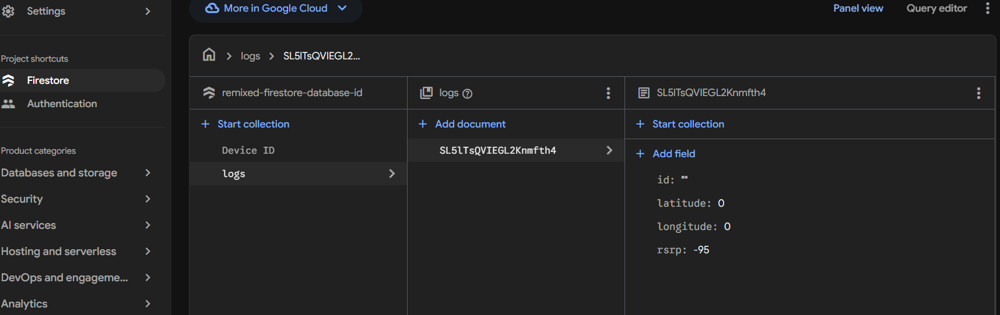 Settings
Project shortcuts
Firestore
Authentication
Product categories
Databases and storage
Security
AI services
Hosting and serverless
DevOps and engageme...
Analytics
More in Google Cloud
Panel view
Query editor
logs
SL5lTsQVIEGL2...
remixed-firestore-database-id
Start collection
Device ID
logs
logs
Add document
SL5lTsQVIEGL2Knmfth4
SL5lTsQVIEGL2Knmfth4
Start collection
Add field
id: ""
latitude: 0
longitude: 0
rsrp: -95